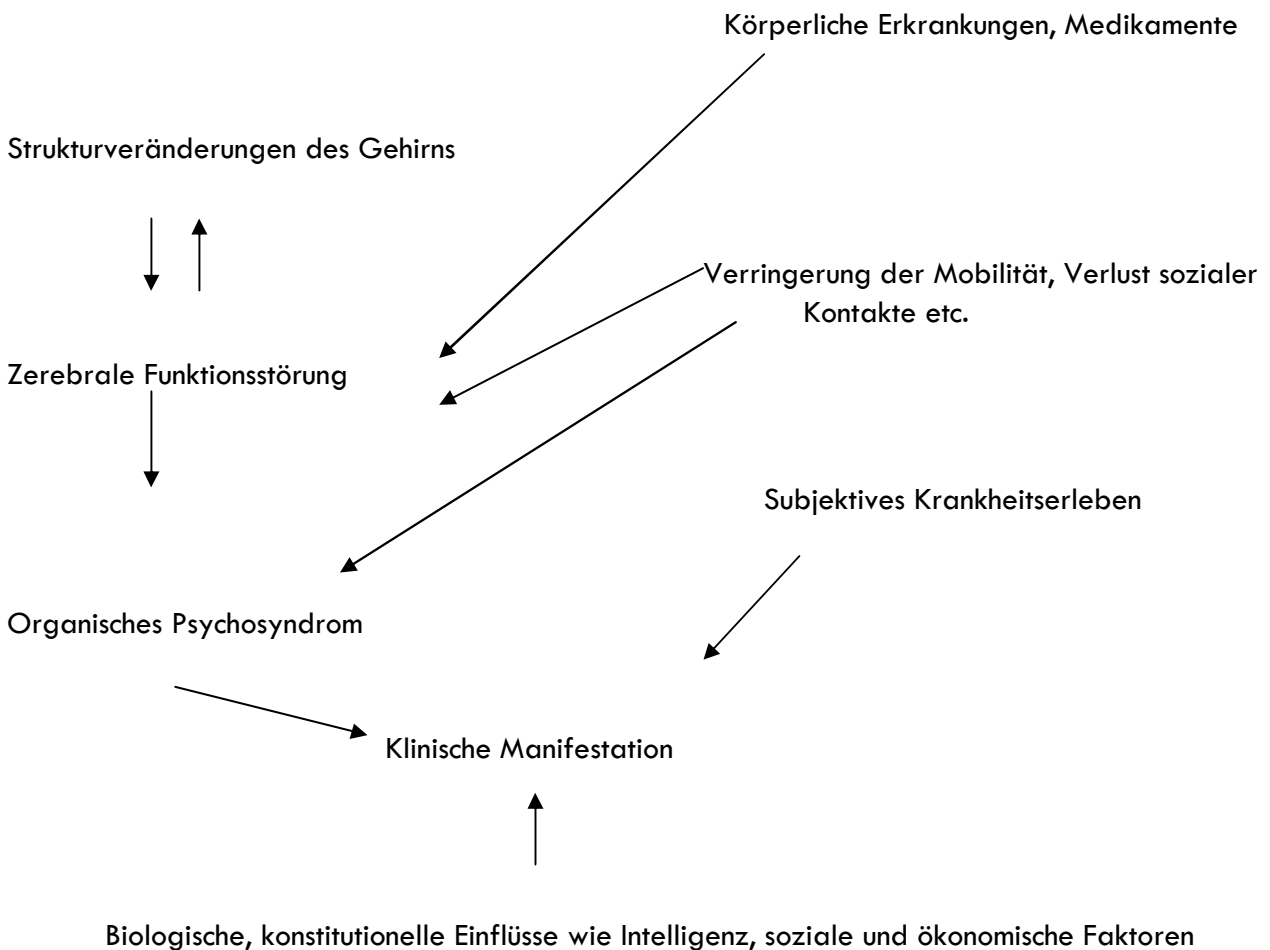 Körperliche Erkrankungen, Medikamente
Strukturveränderungen des Gehirns
Verringerung der Mobilität, Verlust sozialer
Kontakte etc.
Zerebrale Funktionsstörung
Subjektives Krankheitserleben
Organisches Psychosyndrom
Klinische Manifestation
Biologische, konstitutionelle Einflüsse wie Intelligenz, soziale und ökonomische Faktoren